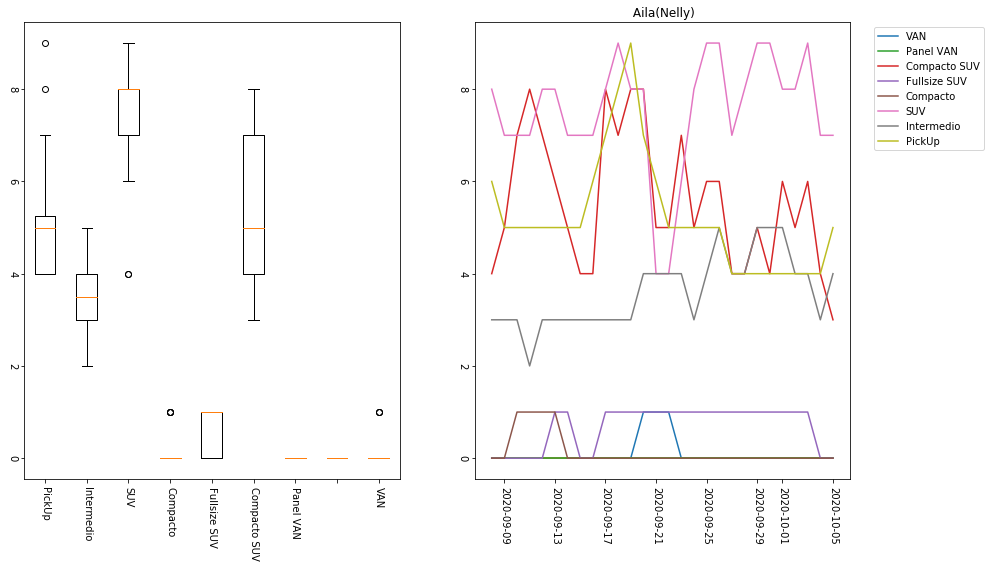 8
6
4
2
0
PickUp
Intermedio
SUV
Compacto
Fullsize SUV
Compacto SUV
Panel VAN
VAN
Aila(Nelly)
8
6
4
2
0
2020-09-09
2020-09-13
2020-09-17
2020-09-21
2020-09-25
2020-09-29
2020-10-01
2020-10-05
VAN
Panel VAN
Compacto SUV
Fullsize SUV
Compacto
SUV
Intermedio
PickUp